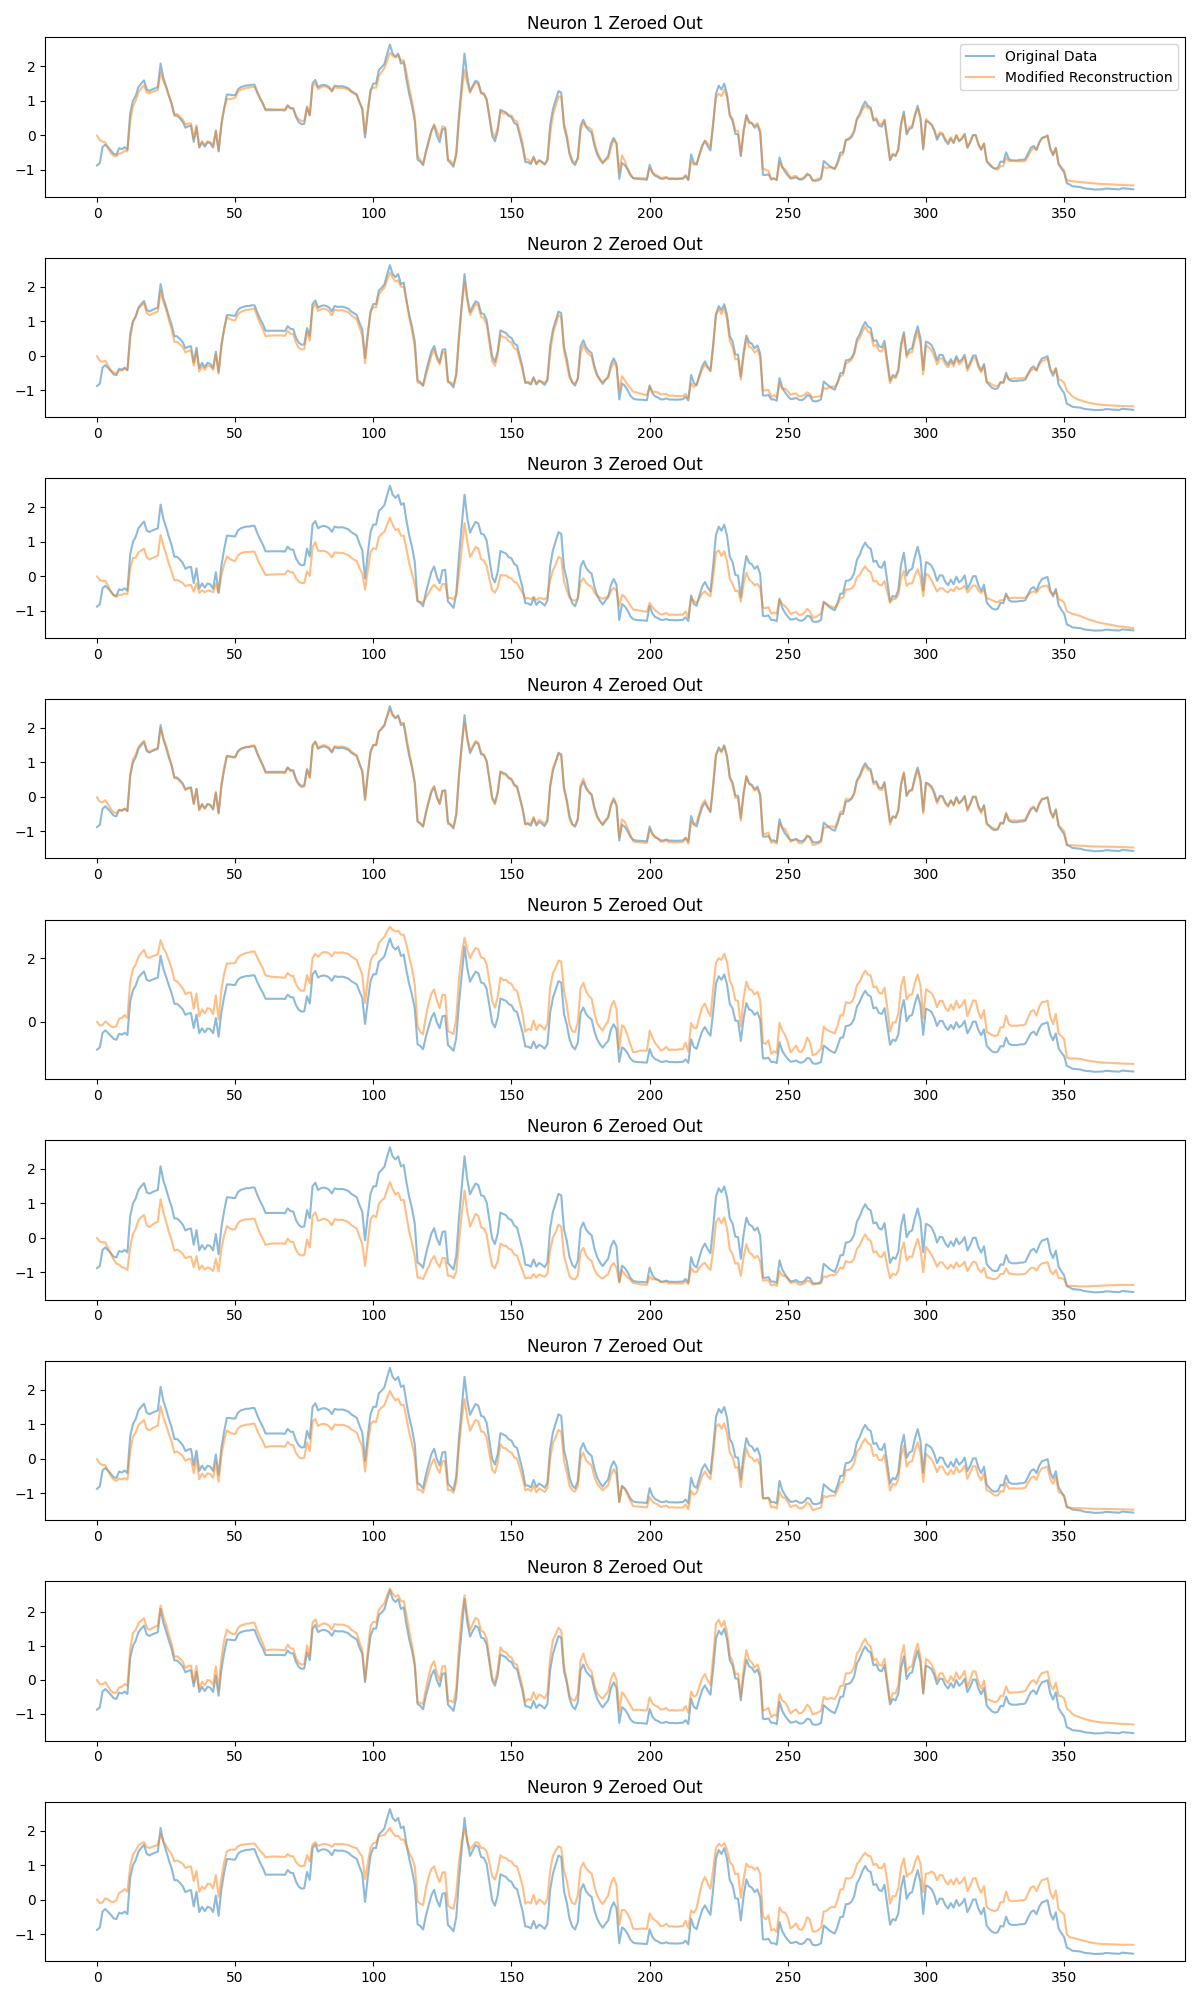 Neuron 1 Zeroed Out
Original Data
Modified Reconstruction
2
1
0
−1
0 50 100 150 200 250 300 350
Neuron 2 Zeroed Out
2
1
0
−1
0 50 100 150 200 250 300 350
Neuron 3 Zeroed Out
2
1
0
−1
0 50 100 150 200 250 300 350
Neuron 4 Zeroed Out
2
1
0
−1
0 50 100 150 200 250 300 350
Neuron 5 Zeroed Out
2
0
0 50 100 150 200 250 300 350
Neuron 6 Zeroed Out
2
1
0
−1
0 50 100 150 200 250 300 350
Neuron 7 Zeroed Out
2
1
0
−1
0 50 100 150 200 250 300 350
Neuron 8 Zeroed Out
2
1
0
−1
0 50 100 150 200 250 300 350
Neuron 9 Zeroed Out
2
1
0
−1
0 50 100 150 200 250 300 350